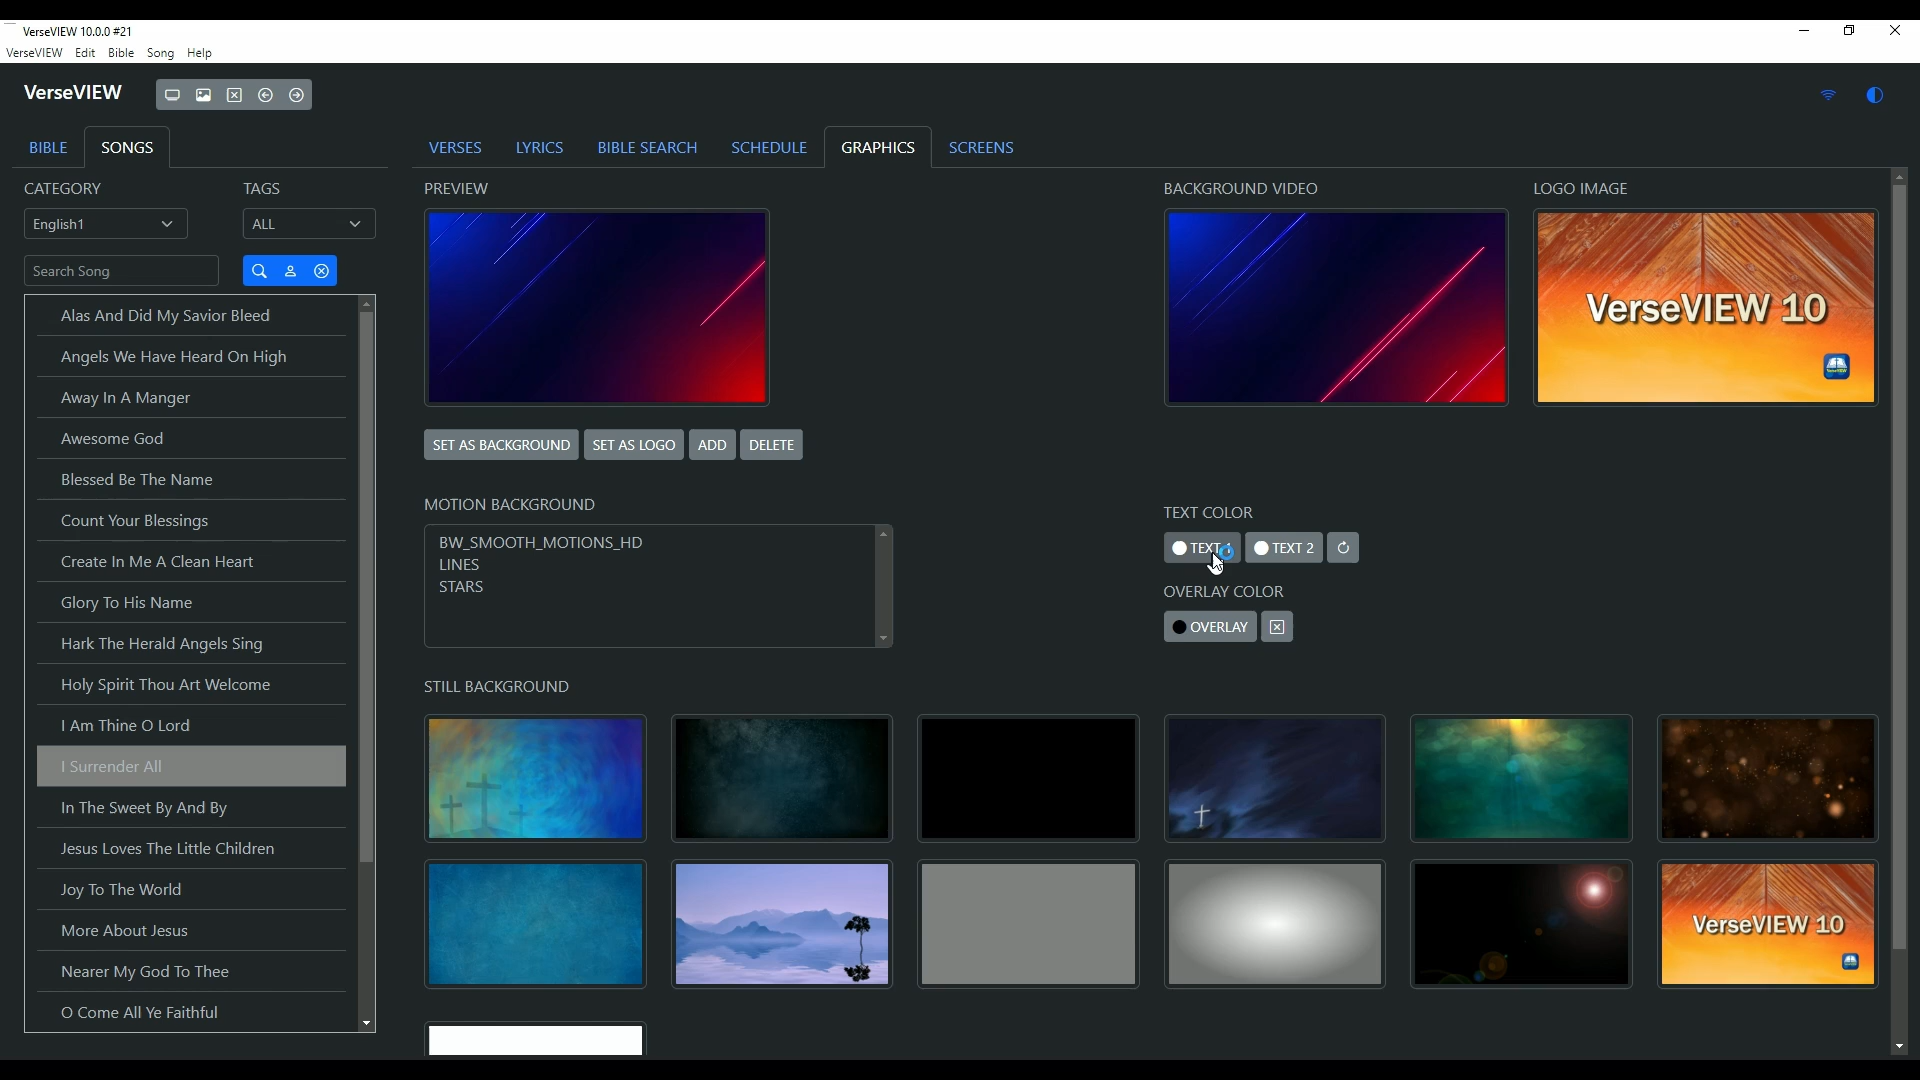 VerseVIEW 10.0.0 #21
VerseVIEW Edit Bible Song Help
VerseVIEW
BIBLE SONGS
VERSES LYRICS BIBLE SEARCH SCHEDULE GRAPHICS SCREENS
CATEGORY TAGS
English1 ALL
Search Song
Alas And Did My Savior Bleed
Angels We Have Heard On High
Away In A Manger
Awesome God
Blessed Be The Name
Count Your Blessings
Create In Me A Clean Heart
Glory To His Name
Hark The Herald Angels Sing
Holy Spirit Thou Art Welcome
I Am Thine O Lord
I Surrender All
In The Sweet By And By
Jesus Loves The Little Children
Joy To The World
More About Jesus
Nearer My God To Thee
O Come All Ye Faithful
PREVIEW
BACKGROUND VIDEO
LOGO IMAGE
VerseVIEW 10
SET AS BACKGROUND SET AS LOGO ADD DELETE
MOTION BACKGROUND
BW_SMOOTH_MOTIONS_HD
LINES
STARS
TEXT COLOR
TEXT 1 TEXT 2
OVERLAY COLOR
OVERLAY
STILL BACKGROUND
VerseVIEW 10